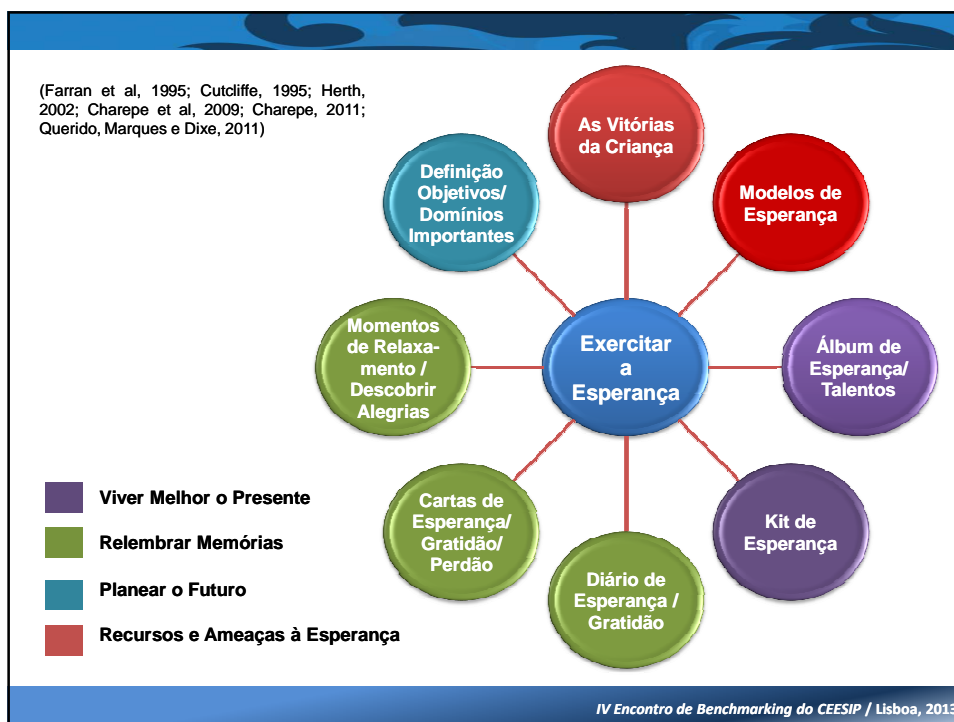 (Farran et al, 1995; Cutcliffe, 1995; Herth,
2002; Charepe et al, 2009; Charepe, 2011;
Querido, Marques e Dixe, 2011)
As Vitórias
da Criança
Modelos de
Esperança
Álbum de
Esperança/
Talentos
Kit de
Esperança
Diário de
Esperança /
Gratidão
Cartas de
Esperança/
Gratidão/
Perdão
Momentos
de Relaxa-
mento /
Descobrir
Alegrias
Definição
Objetivos/
Domínios
Importantes
Exercitar
a
Esperança
Viver Melhor o Presente
Relembrar Memórias
Planear o Futuro
Recursos e Ameaças à Esperança
IV Encontro de Benchmarking do CEESIP / Lisboa, 2013